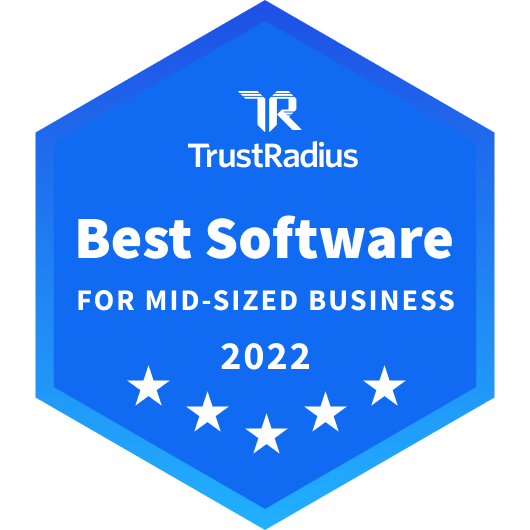 TR
TrustRadius
Best Software
FOR MID-SIZED BUSINESS
2022